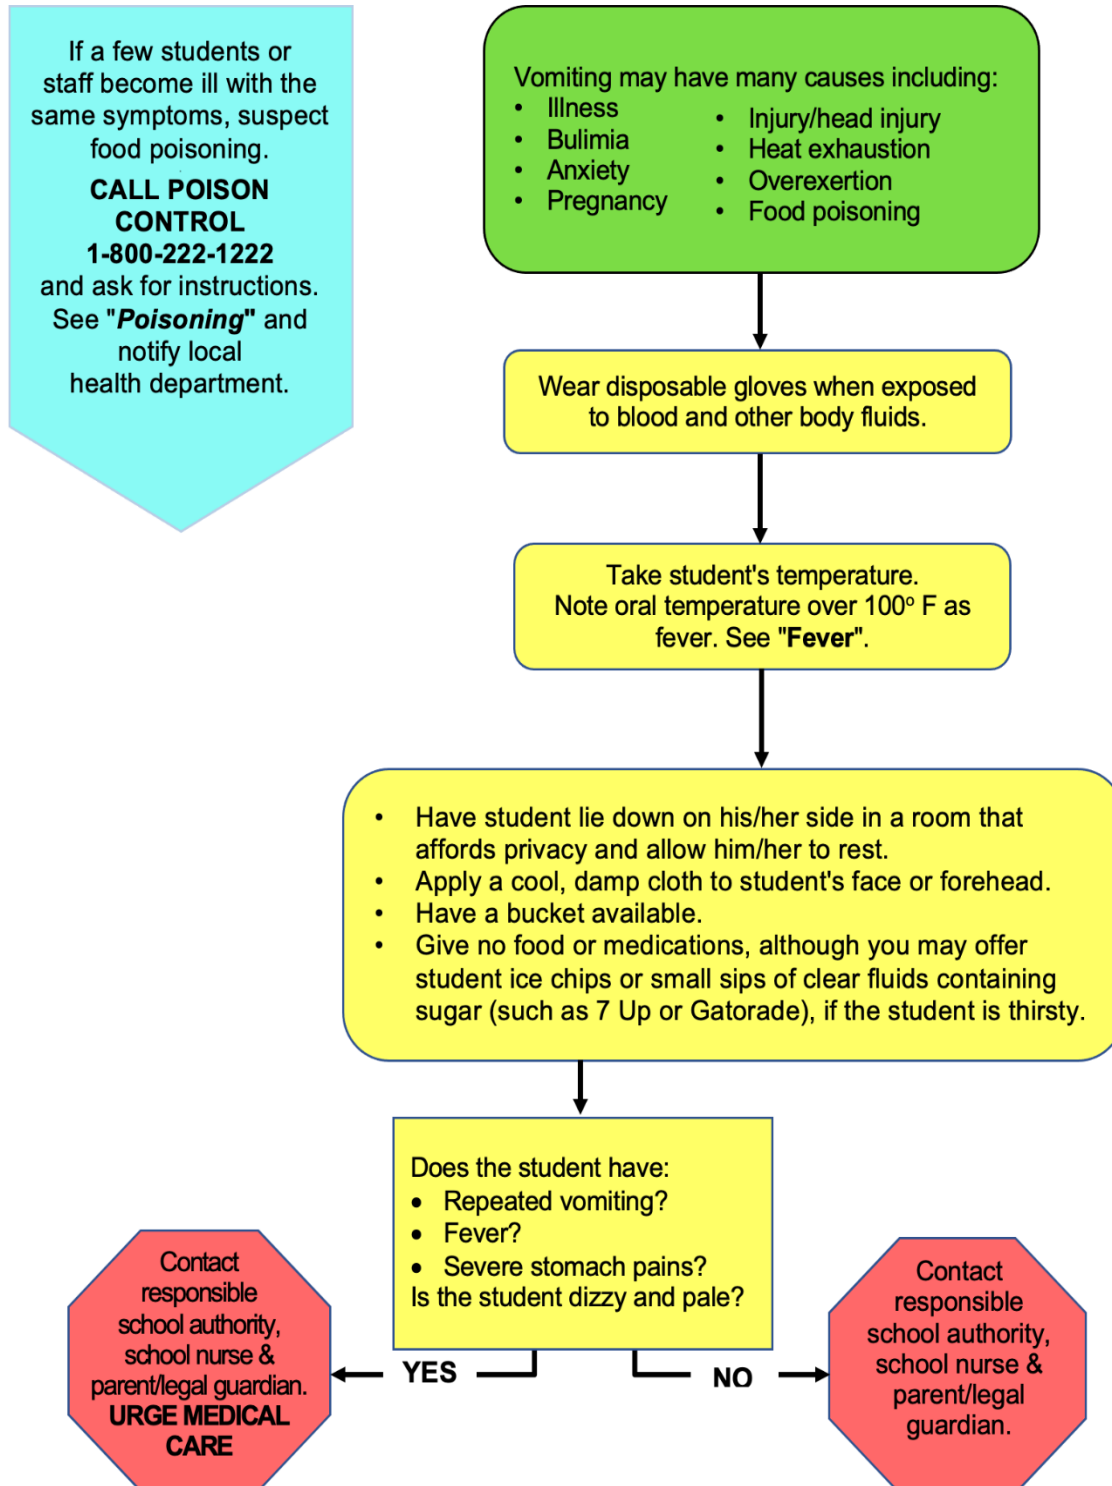 If a few students or
staff become ill with the
same symptoms, suspect
food poisoning.
CALL POISON
CONTROL
1-800-222-1222
and ask for instructions.
See "Poisoning" and
notify local
health department.
Vomiting may have many causes including:
• Illness
• Bulimia
• Anxiety
• Pregnancy
• Injury/head injury
• Heat exhaustion
• Overexertion
• Food poisoning
Wear disposable gloves when exposed
to blood and other body fluids.
Take student's temperature.
Note oral temperature over 100° F as
fever. See "Fever".
• Have student lie down on his/her side in a room that
affords privacy and allow him/her to rest.
• Apply a cool, damp cloth to student's face or forehead.
• Have a bucket available.
• Give no food or medications, although you may offer
student ice chips or small sips of clear fluids containing
sugar (such as 7 Up or Gatorade), if the student is thirsty.
Does the student have:
• Repeated vomiting?
• Fever?
• Severe stomach pains?
Is the student dizzy and pale?
YES
NO
Contact
responsible
school authority,
school nurse &
parent/legal guardian.
URGE MEDICAL
CARE
Contact
responsible
school authority,
school nurse &
parent/legal
guardian.